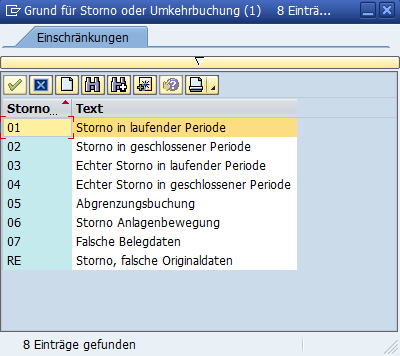 Grund für Storno oder Umkehrbuchung (1) 8 Einträ...
Einschränkungen
Storno... Text
01 Storno in laufender Periode
02 Storno in geschlossener Periode
03 Echter Storno in laufender Periode
04 Echter Storno in geschlossener Periode
05 Abgrenzungsbuchung
06 Storno Anlagenbewegung
07 Falsche Belegdaten
RE Storno, falsche Originaldaten
8 Einträge gefunden